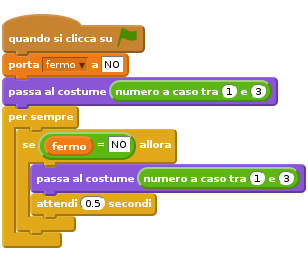 quando si clicca su
porta fermo a NO
passa al costume numero a caso tra 1 e 3
per sempre
se fermo = NO allora
passa al costume numero a caso tra 1 e 3
attendi 0.5 secondi